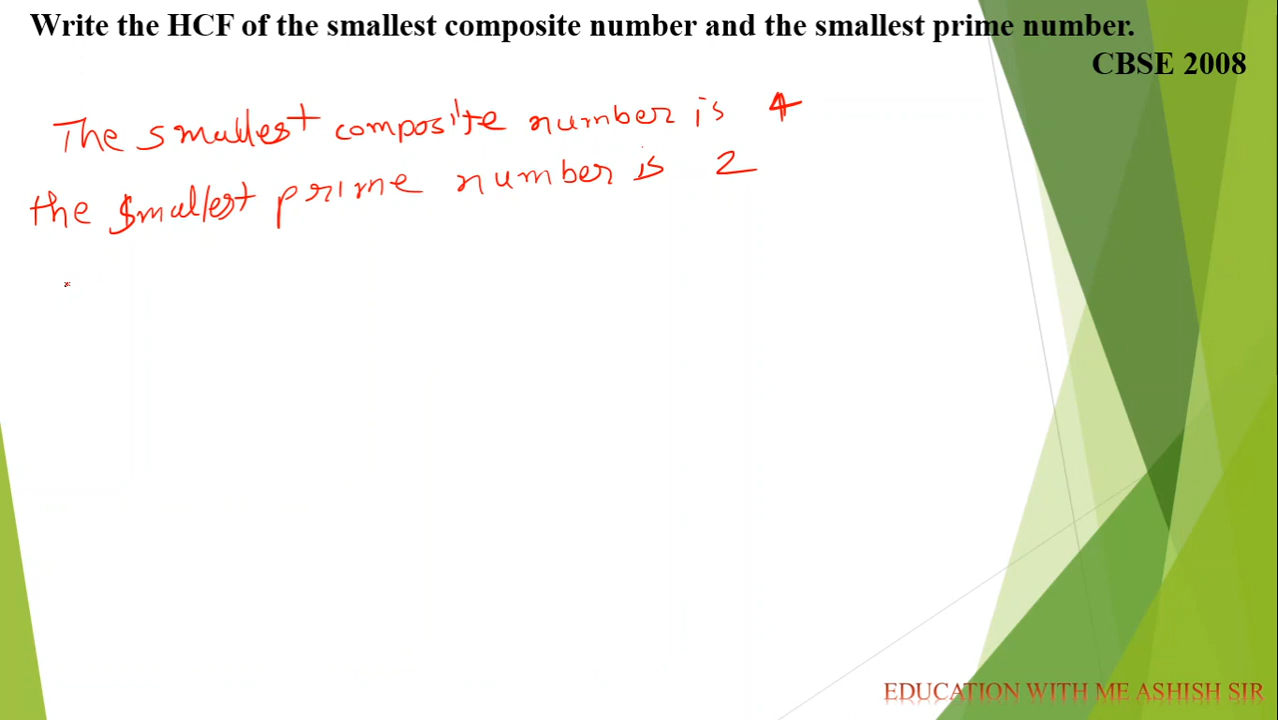 Write the HCF of the smallest composite number and the smallest prime number.
CBSE 2008
The smallest composite number is 4
the smallest prime number is 2
EDUCATION WITH ME ASHISH SIR